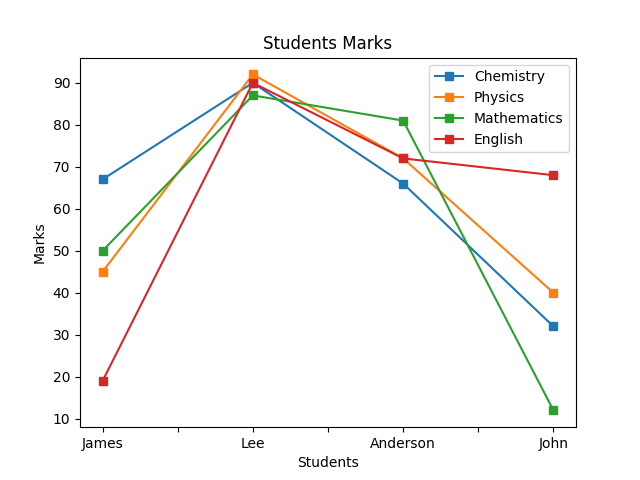 Students Marks
Chemistry
Physics
Mathematics
English
90
80
70
60
50
40
30
20
10
Marks
James Lee Anderson John
Students